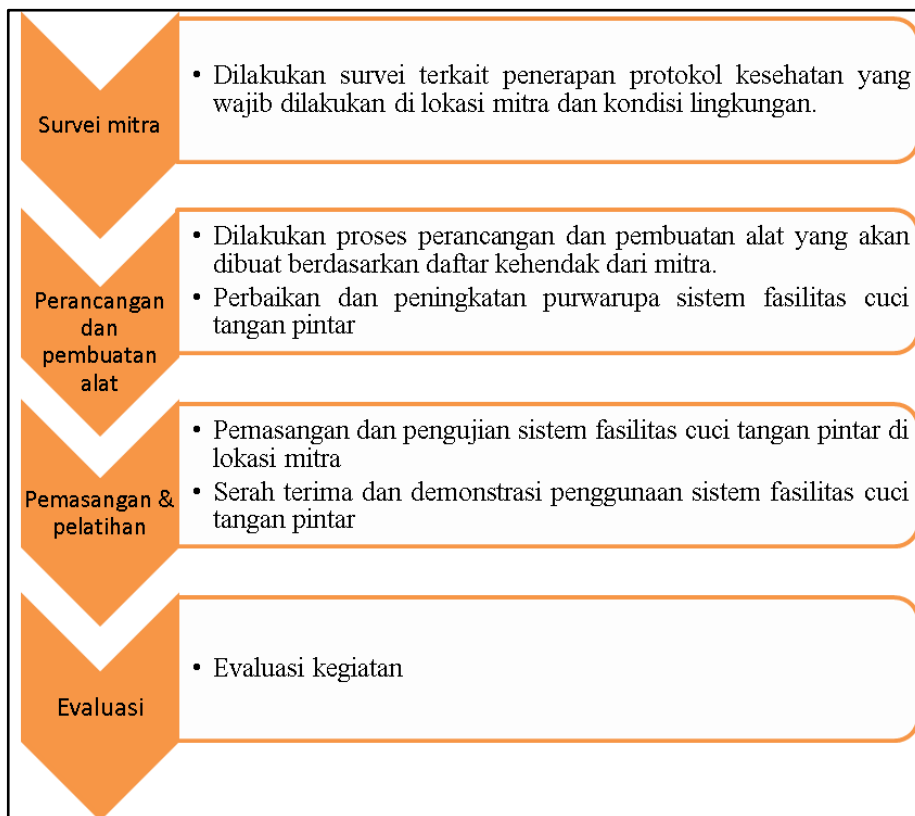 Survei mitra
• Dilakukan survei terkait penerapan protokol kesehatan yang
wajib dilakukan di lokasi mitra dan kondisi lingkungan.
Perancangan
dan
pembuatan
alat
• Dilakukan proses perancangan dan pembuatan alat yang akan
dibuat berdasarkan daftar kehendak dari mitra.
• Perbaikan dan peningkatan purwarupa sistem fasilitas cuci
tangan pintar
Pemasangan &
pelatihan
• Pemasangan dan pengujian sistem fasilitas cuci tangan pintar di
lokasi mitra
• Serah terima dan demonstrasi penggunaan sistem fasilitas cuci
tangan pintar
Evaluasi
• Evaluasi kegiatan